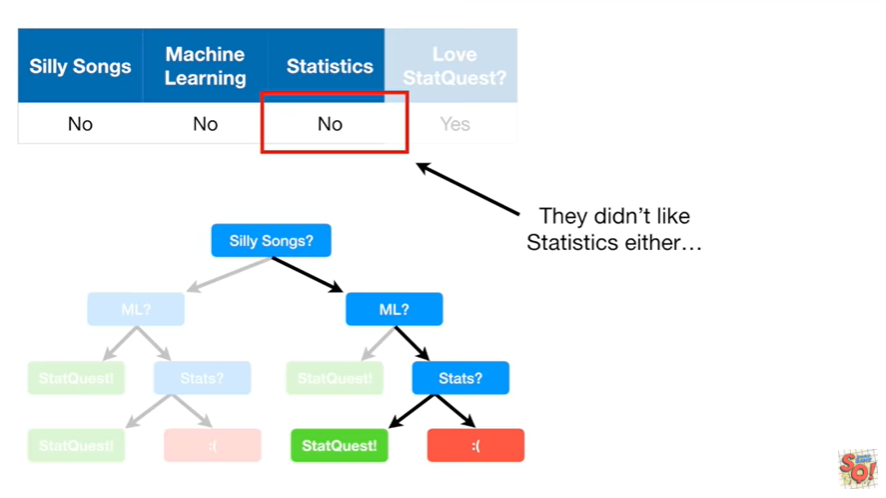 Silly Songs
Machine
Learning
Statistics
Love
StatQuest?
No
No
No
Yes
They didn't like
Statistics either…
Silly Songs?
ML?
ML?
StatQuest!
Stats?
StatQuest!
Stats?
StatQuest!
:(
StatQuest!
:(
SQ!